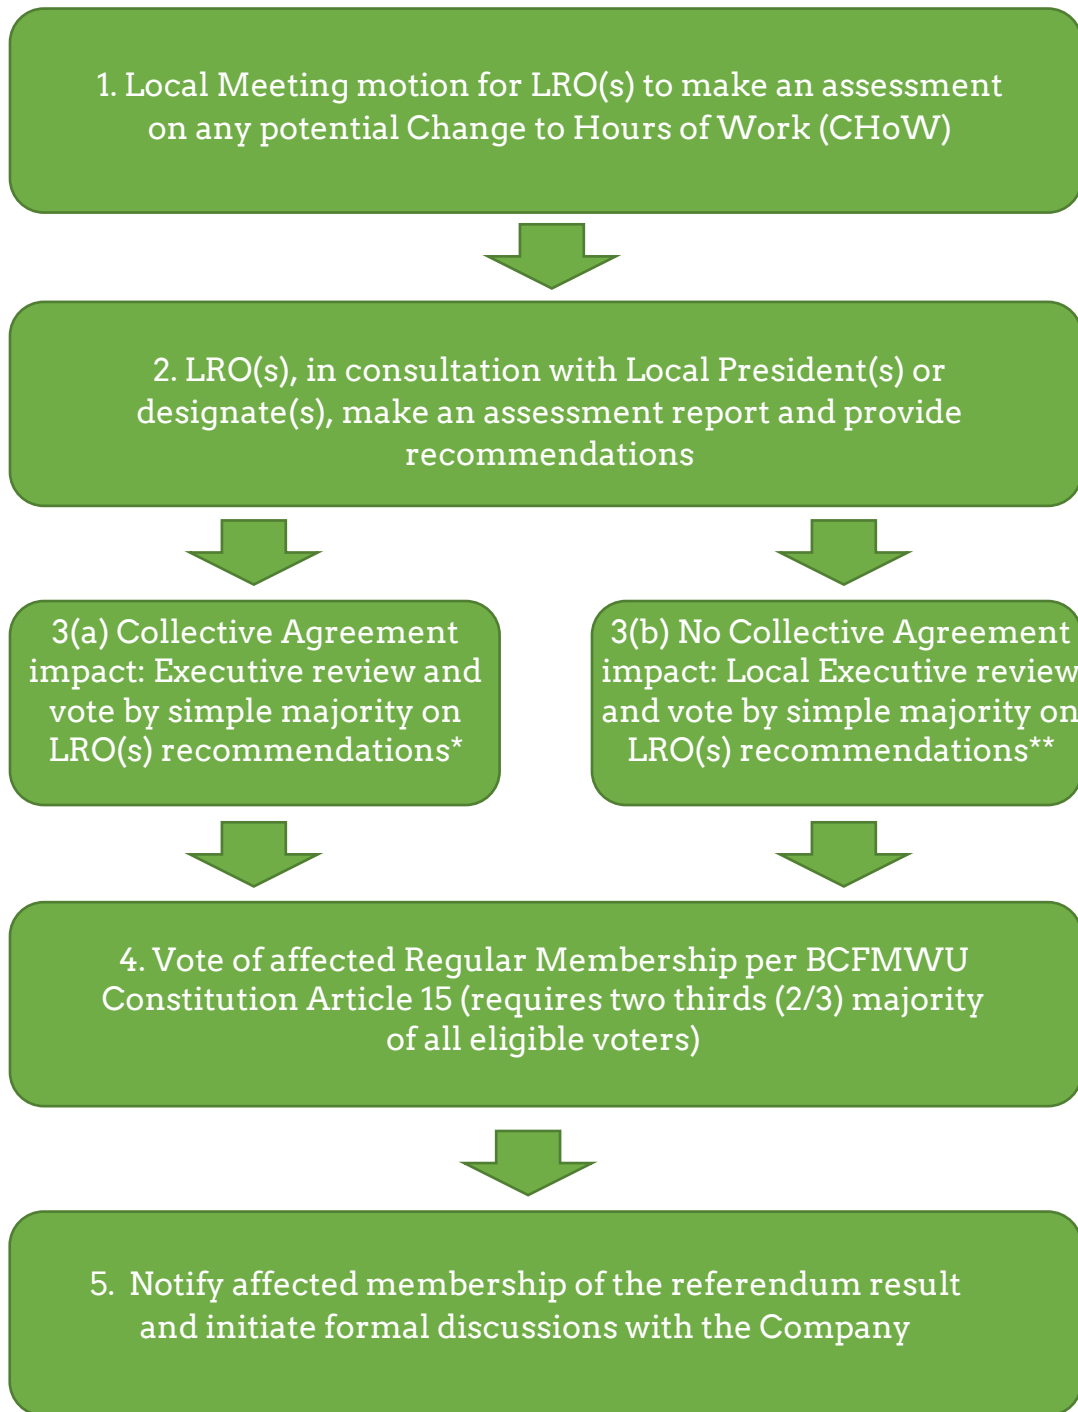 1. Local Meeting motion for LRO(s) to make an assessment
on any potential Change to Hours of Work (CHoW)
2. LRO(s), in consultation with Local President(s) or
designate(s), make an assessment report and provide
recommendations
3(a) Collective Agreement
impact: Executive review and
vote by simple majority on
LRO(s) recommendations*
3(b) No Collective Agreement
impact: Local Executive review
and vote by simple majority on
LRO(s) recommendations**
4. Vote of affected Regular Membership per BCFMWU
Constitution Article 15 (requires two thirds (2/3) majority
of all eligible voters)
5. Notify affected membership of the referendum result
and initiate formal discussions with the Company